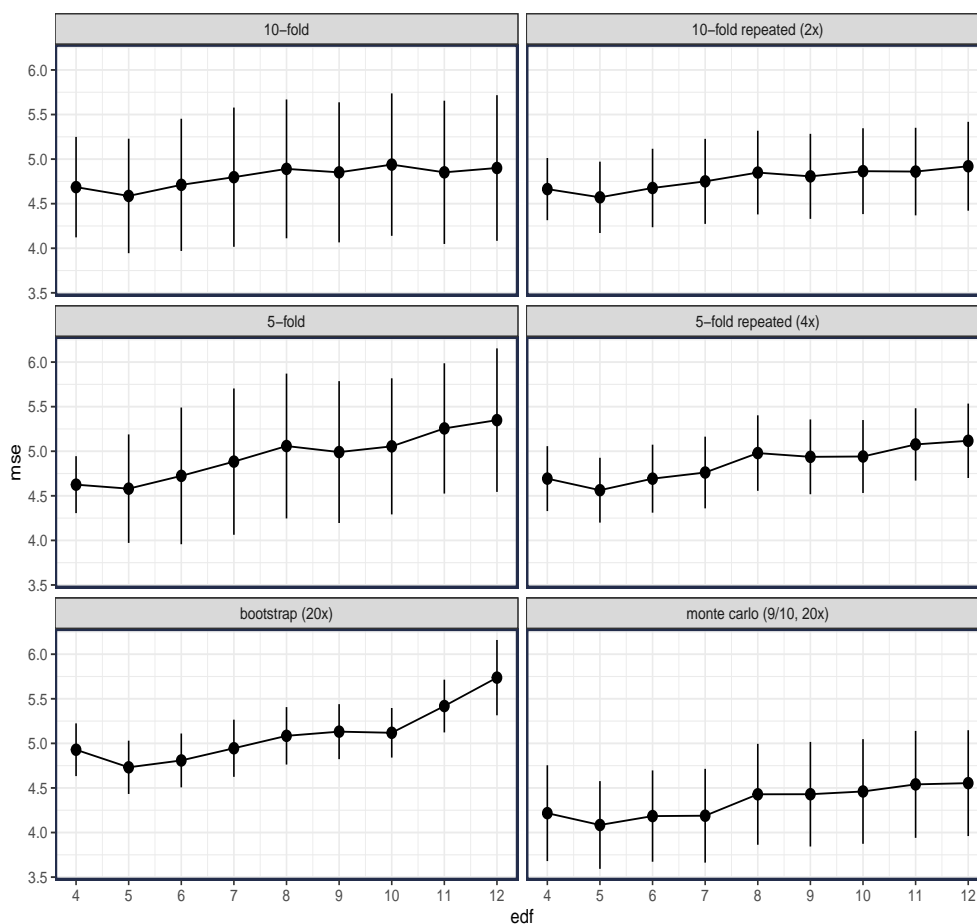 10−fold
10−fold repeated (2x)
6.0
5.5
5.0
4.5
4.0
3.5
5−fold
5−fold repeated (4x)
6.0
5.5
5.0
4.5
4.0
3.5
mse
bootstrap (20x)
monte carlo (9/10, 20x)
6.0
5.5
5.0
4.5
4.0
3.5
4 5 6 7 8 9 10 11 12 4 5 6 7 8 9 10 11 12
edf